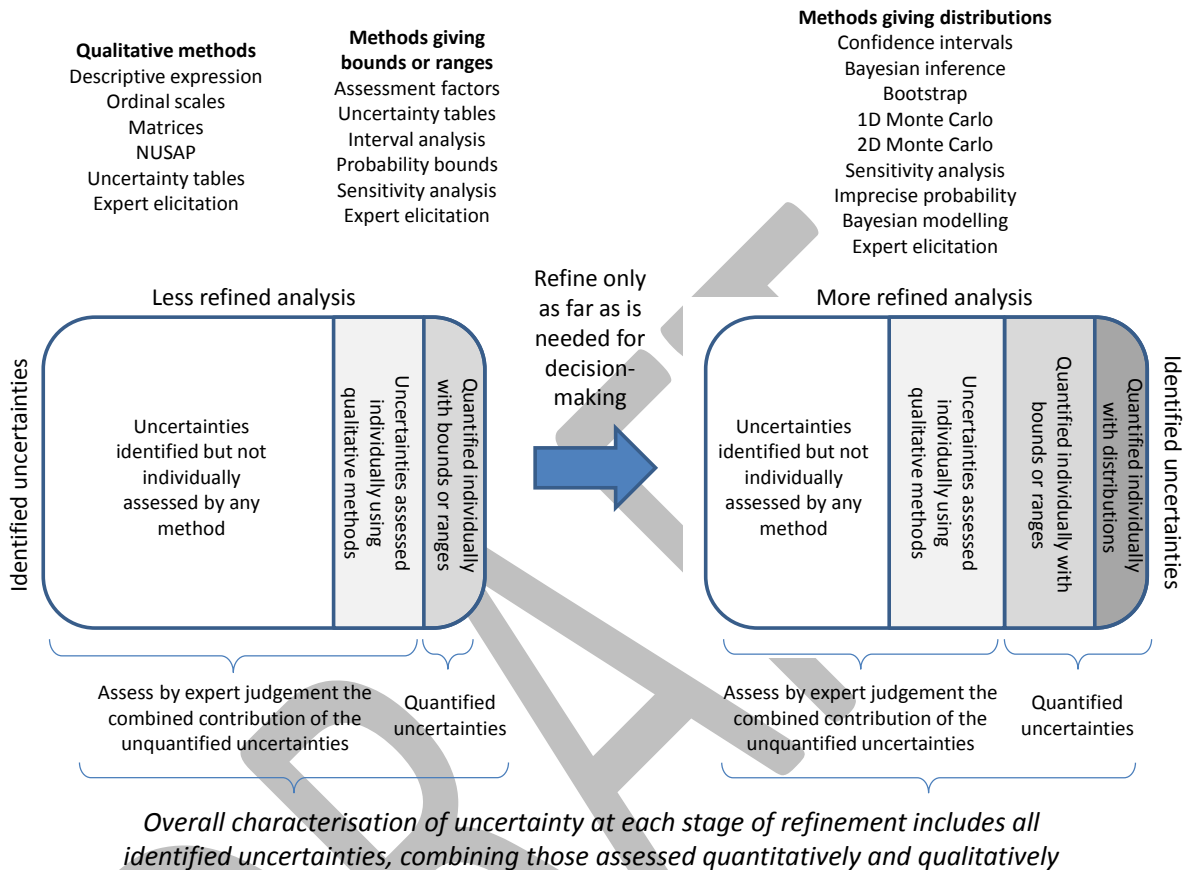 Qualitative methods
Descriptive expression
Ordinal scales
Matrices
NUSAP
Uncertainty tables
Expert elicitation
Methods giving
bounds or ranges
Assessment factors
Uncertainty tables
Interval analysis
Probability bounds
Sensitivity analysis
Expert elicitation
Methods giving distributions
Confidence intervals
Bayesian inference
Bootstrap
1D Monte Carlo
2D Monte Carlo
Sensitivity analysis
Imprecise probability
Bayesian modelling
Expert elicitation
Less refined analysis
Identified uncertainties
Uncertainties
identified but not
individually
assessed by any
method
Uncertainties assessed
individually using
qualitative methods
Quantified individually
with bounds or ranges
Refine only
as far as is
needed for
decision-
making
More refined analysis
Uncertainties
identified but not
individually
assessed by any
method
Uncertainties assessed
individually using
qualitative methods
Quantified individually with
bounds or ranges
Quantified individually
with distributions
Identified uncertainties
Assess by expert judgement the
combined contribution of the
unquantified uncertainties
Quantified
uncertainties
Assess by expert judgement the
combined contribution of the
unquantified uncertainties
Quantified
uncertainties
Overall characterisation of uncertainty at each stage of refinement includes all
identified uncertainties, combining those assessed quantitatively and qualitatively